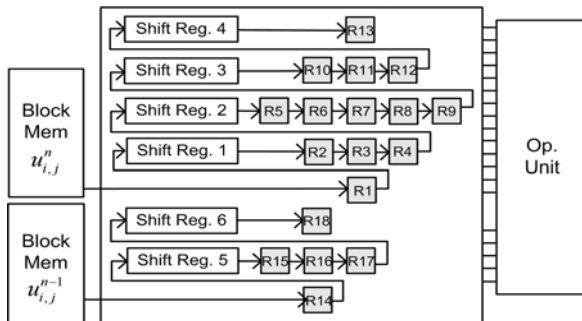 Shift Reg. 4 R13
Shift Reg. 3 R10 R11 R12
Shift Reg. 2 R5 R6 R7 R8 R9
Shift Reg. 1 R2 R3 R4
R1
Block
Mem
u^n_{i,j}
Shift Reg. 6 R18
Shift Reg. 5 R15 R16 R17
R14
Block
Mem
u^{n-1}_{i,j}
Op.
Unit